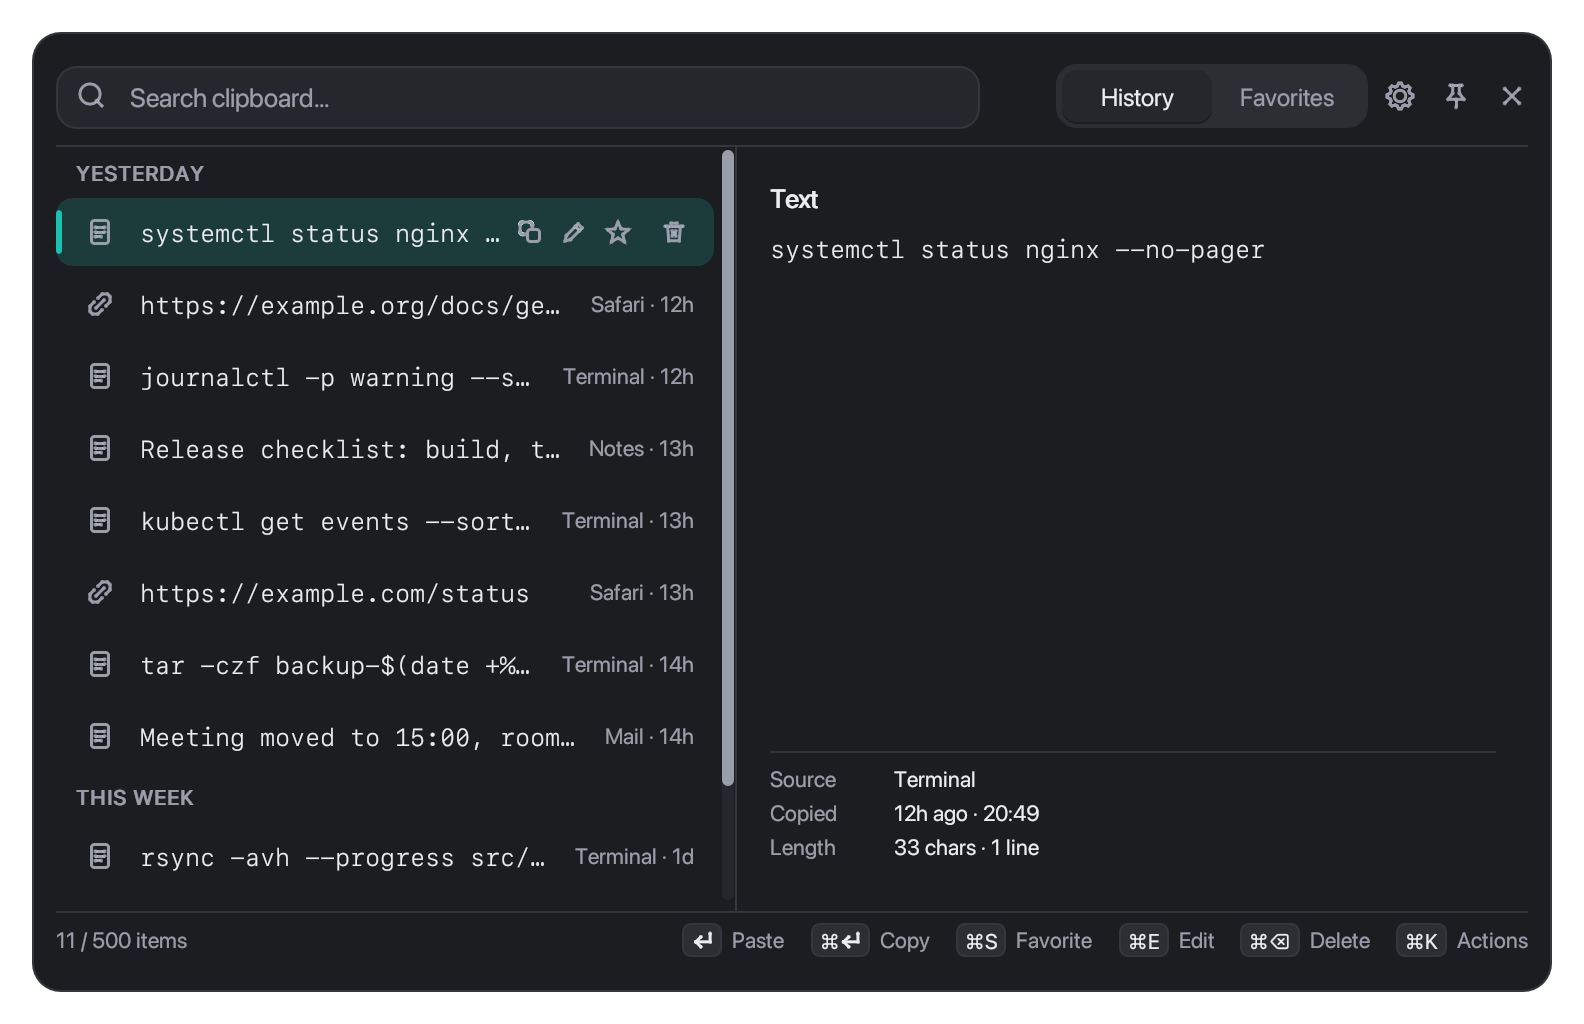 Search clipboard...
History
Favorites
YESTERDAY
systemctl status nginx …
https://example.org/docs/ge… Safari · 12h
journalctl -p warning --s… Terminal · 12h
Release checklist: build, t… Notes · 13h
kubectl get events --sort… Terminal · 13h
https://example.com/status Safari · 13h
tar -czf backup-$(date +%… Terminal · 14h
Meeting moved to 15:00, room… Mail · 14h
THIS WEEK
rsync -avh --progress src/… Terminal · 1d
Text
systemctl status nginx --no-pager
Source Terminal
Copied 12h ago · 20:49
Length 33 chars · 1 line
11 / 500 items
↵ Paste ⌘↵ Copy ⌘S Favorite ⌘E Edit ⌘⌫ Delete ⌘K Actions